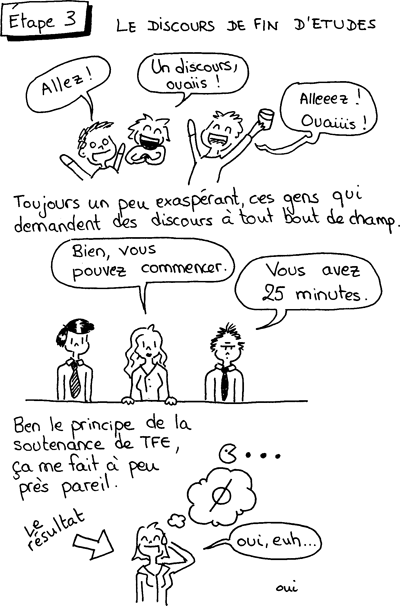 Étape 3
LE DISCOURS DE FIN D'ETUDES
Allez !
Un discours,
ouaiis !
Alleeez !
Ouaiiis !
Toujours un peu exaspérant, ces gens qui
demandent des discours à tout bout de champ.
Bien, vous
pouvez commencer.
Vous avez
25 minutes.
Ben le principe de la
soutenance de TFE,
ça me fait à peu
près pareil.
Le
résultat
oui, euh...
oui